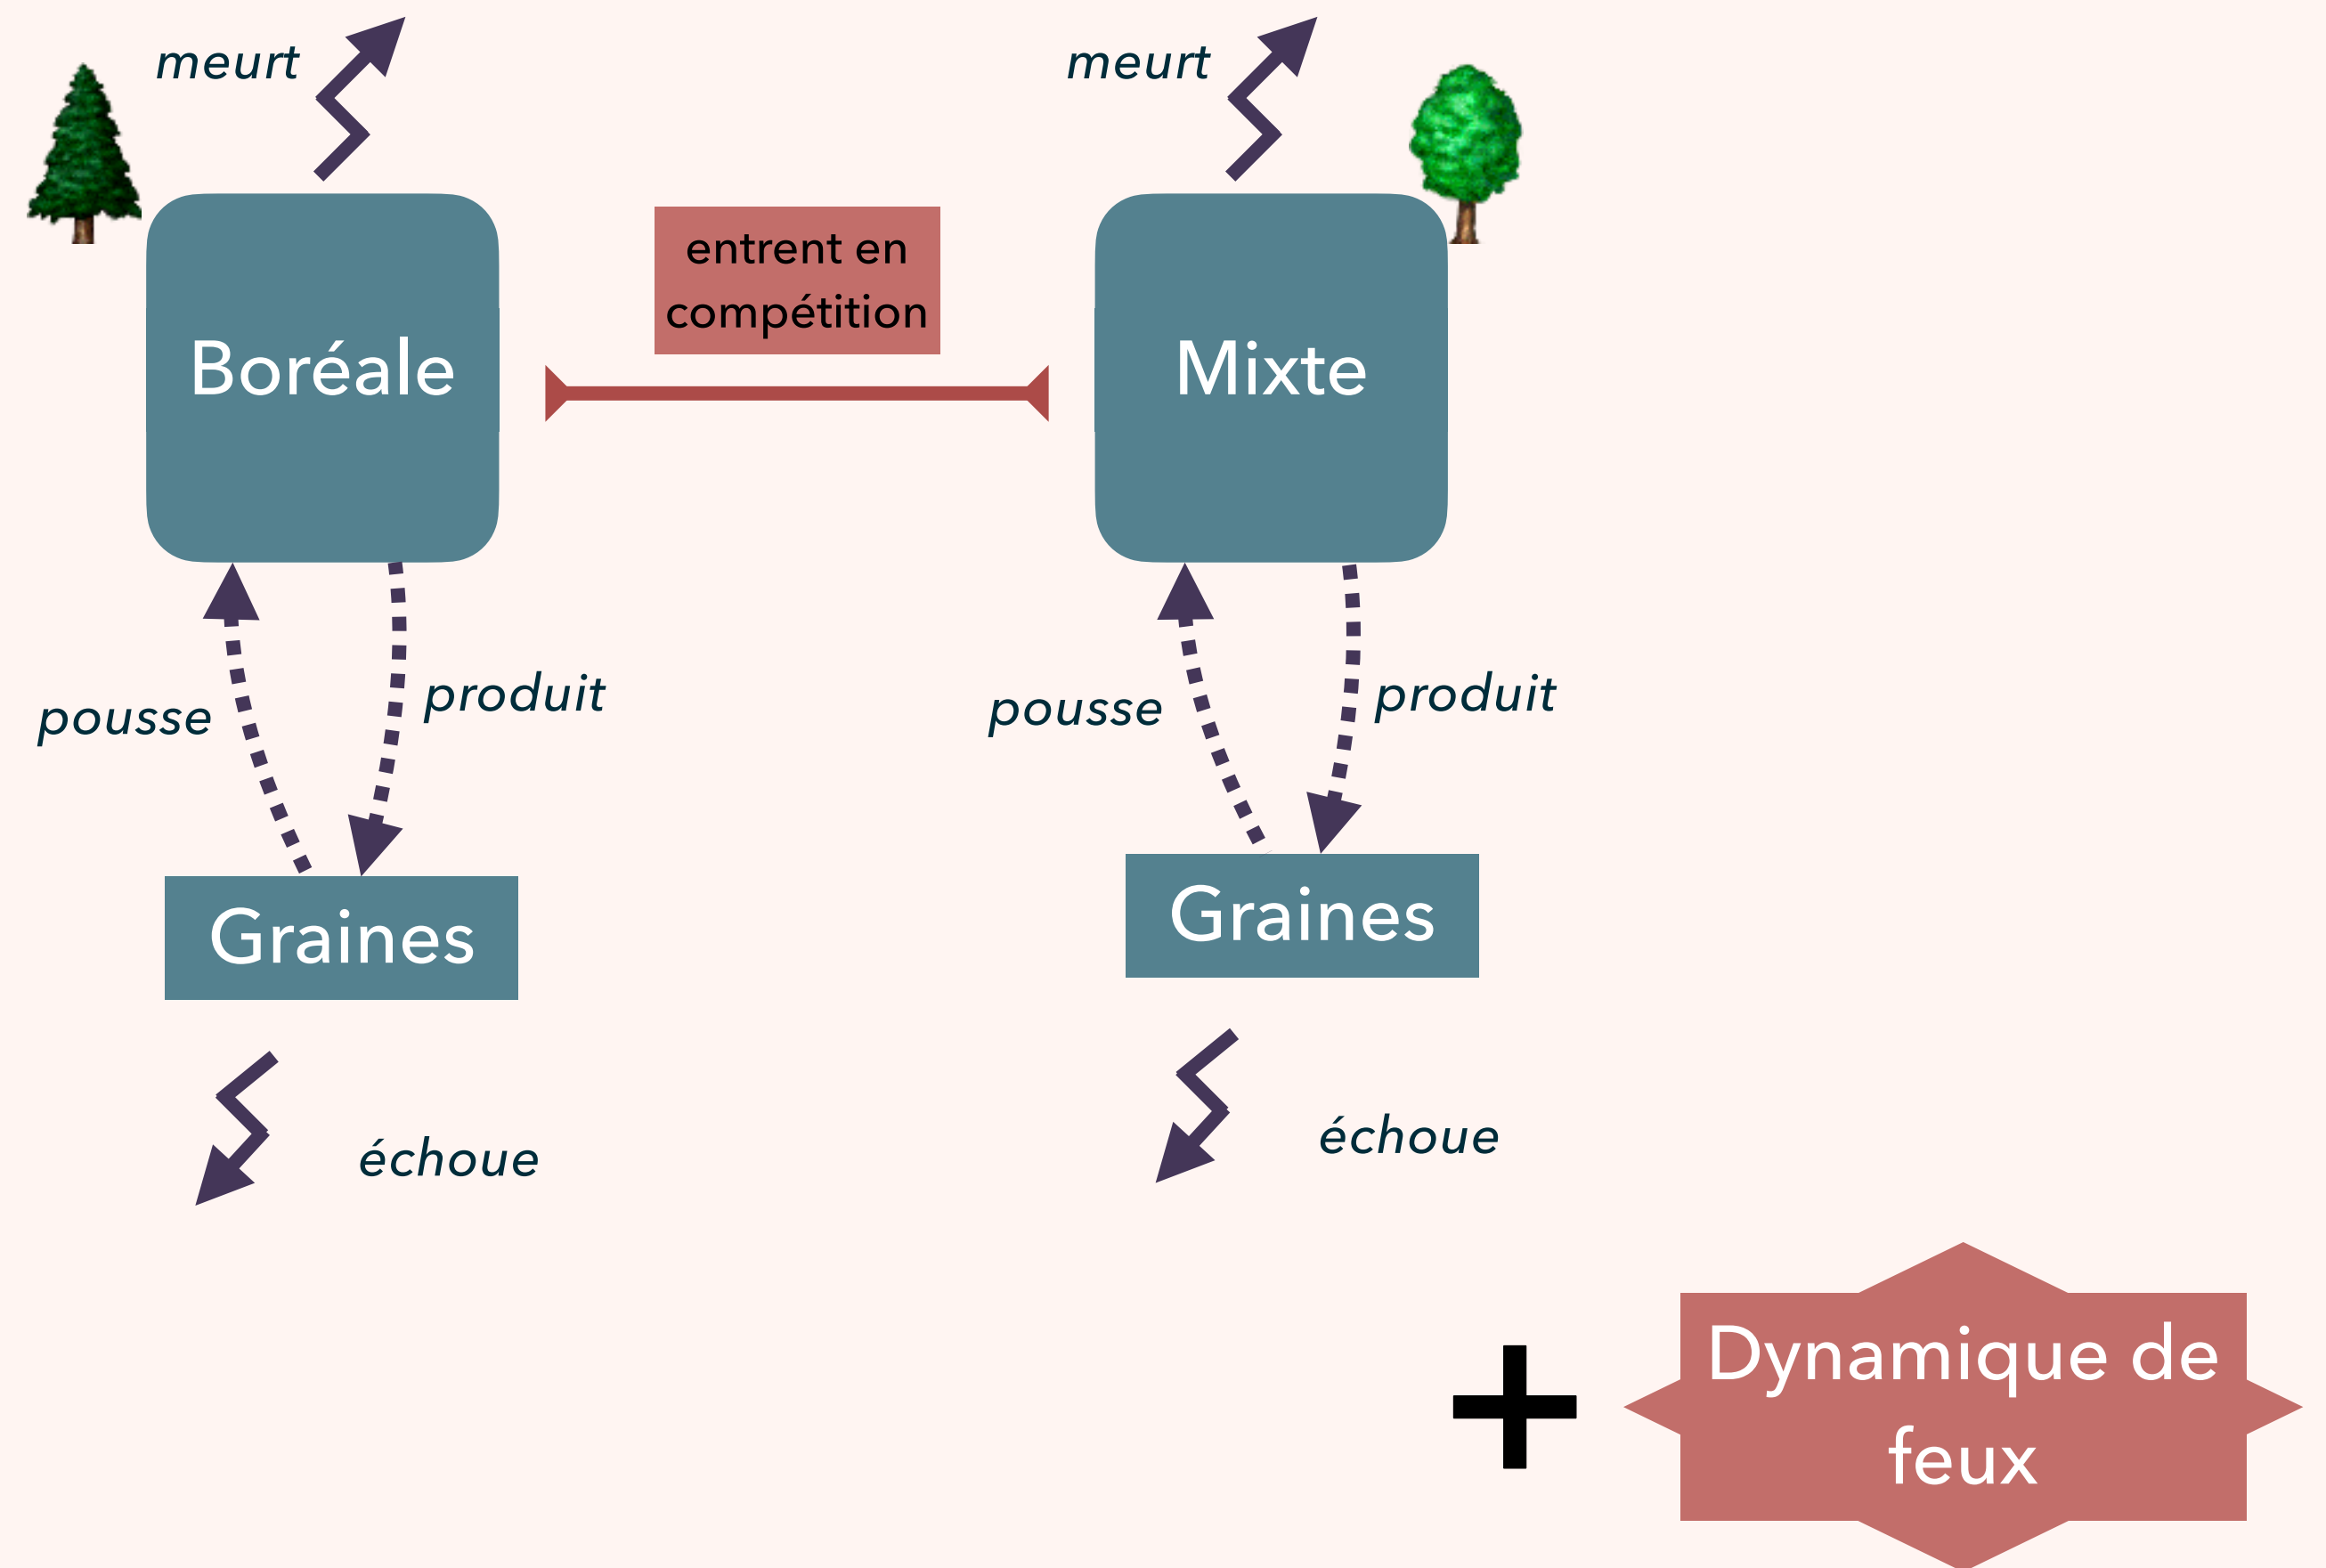 meurt
meurt
entrent en
compétition
Boréale
Mixte
pousse
produit
pousse
produit
Graines
Graines
échoue
échoue
Dynamique de
feux